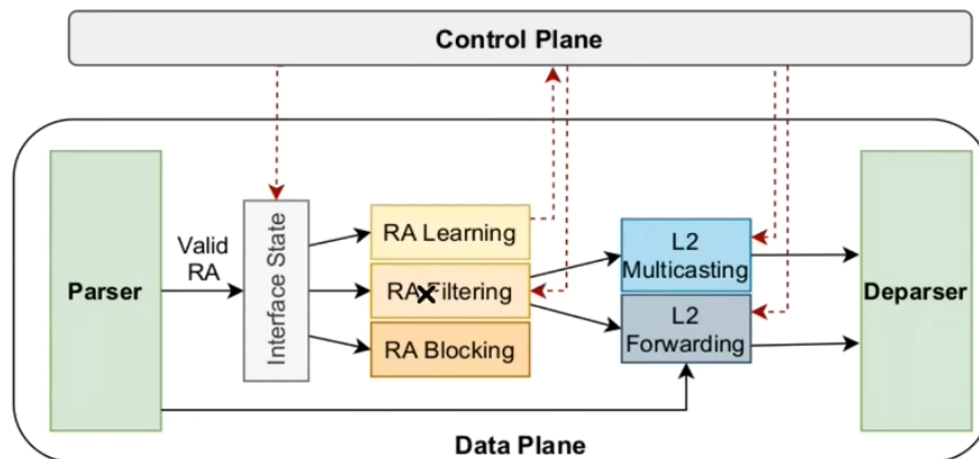 Control Plane
Parser
Valid
RA
Interface State
RA Learning
RA Filtering
RA Blocking
L2
Multicasting
L2
Forwarding
Deparser
Data Plane